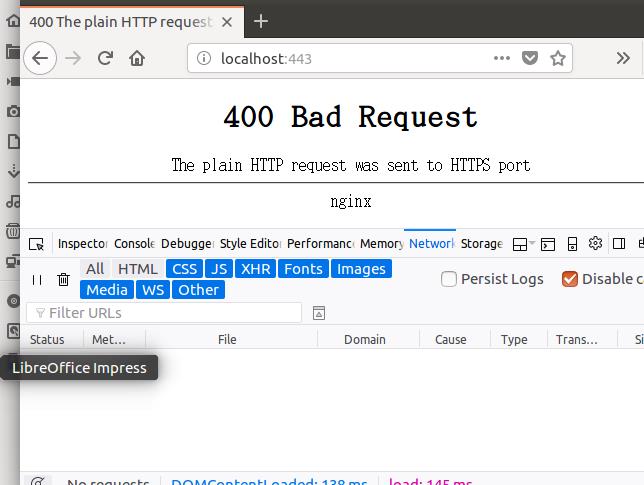 400 The plain HTTP request
localhost:443
400 Bad Request
The plain HTTP request was sent to HTTPS port
nginx
Inspector Console Debugger Style Editor Performance Memory Network Storage
All HTML CSS JS XHR Fonts Images
Media WS Other
Persist Logs Disable ca
Filter URLs
Status Met... File Domain Cause Type Trans... Si
LibreOffice Impress
No requests DOMContentLoaded: 138 ms load: 145 ms